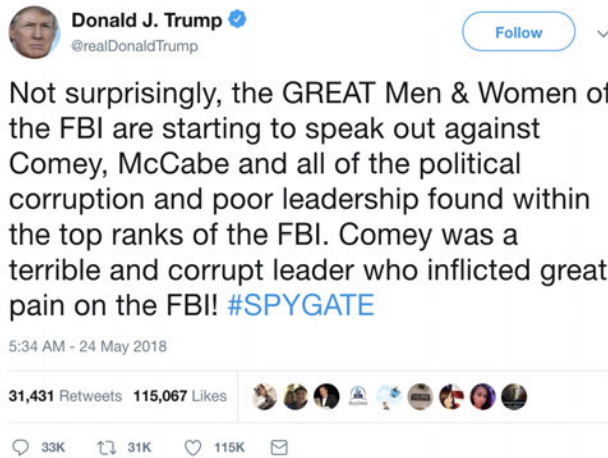 Donald J. Trump
@realDonaldTrump
Follow
Not surprisingly, the GREAT Men & Women of
the FBI are starting to speak out against
Comey, McCabe and all of the political
corruption and poor leadership found within
the top ranks of the FBI. Comey was a
terrible and corrupt leader who inflicted great
pain on the FBI! #SPYGATE
5:34 AM - 24 May 2018
31,431 Retweets 115,067 Likes
33K 31K 115K